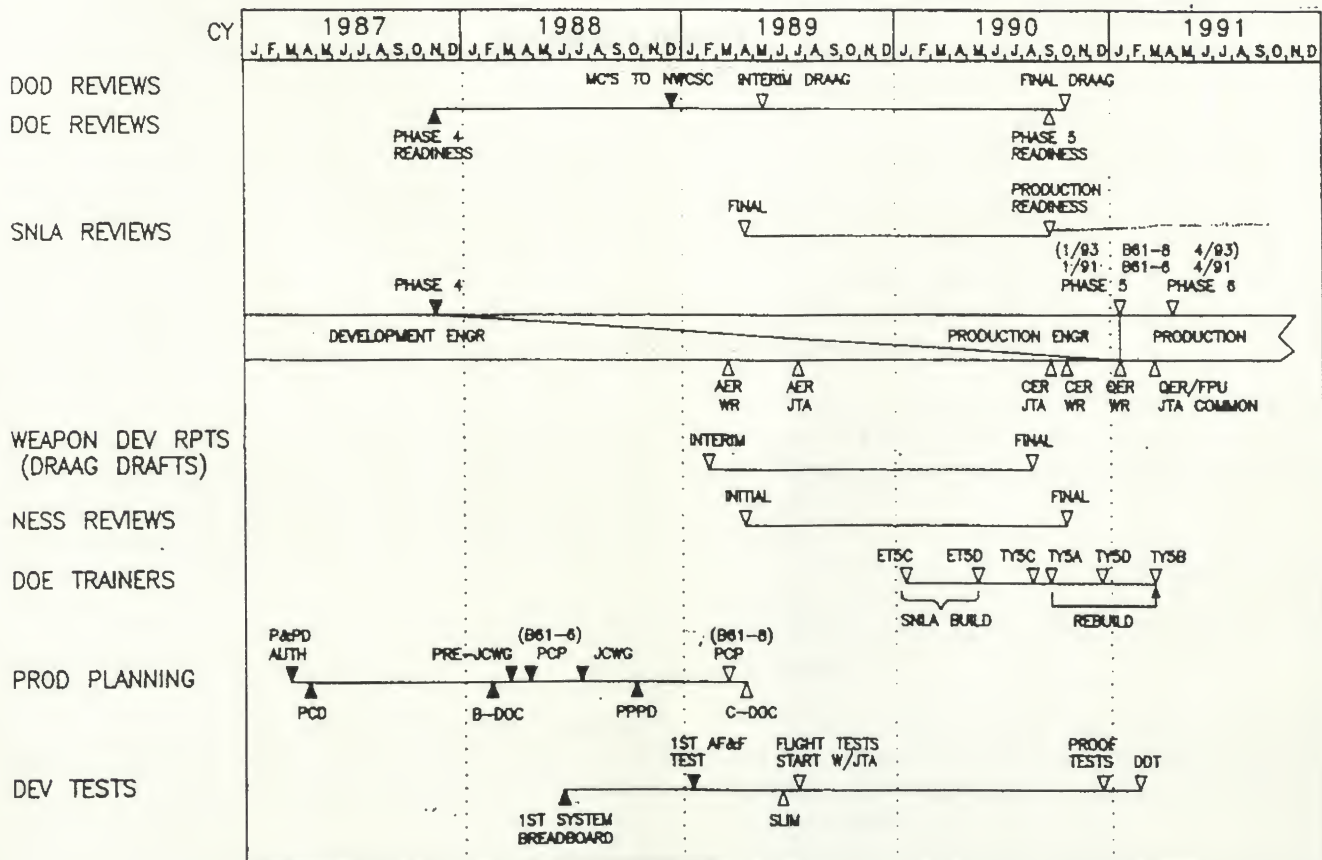 CY 1987 1988 1989 1990 1991
J F M A M J J A S O N D J F M A M J J A S O N D J F M A M J J A S O N D J F M A M J J A S O N D J F M A M J J A S O N D
DOD REVIEWS
MC'S TO NWCSC INTERIM DRAAG FINAL DRAAG
DOE REVIEWS
PHASE 4 PHASE 5
READINESS READINESS
PRODUCTION
FINAL READINESS
SNLA REVIEWS
(1/93 B61-8 4/93)
1/91 B61-6 4/91
PHASE 4 PHASE 5 PHASE 6
DEVELOPMENT ENGR PRODUCTION ENGR PRODUCTION
AER AER CER CER QER QER/FPU
WR JTA JTA WR WR JTA COMMON
WEAPON DEV RPTS
(DRAAG DRAFTS)
INTERIM FINAL
INITIAL FINAL
NESS REVIEWS
ET5C ET5D TY5C TY5A TY5D TY5B
DOE TRAINERS
SNLA BUILD REBUILD
P&PD (B61-6) (B61-8)
AUTH PRE-JCWG PCP JCWG PCP
PROD PLANNING
PCD B-DOC PPPD C-DOC
1ST AF&F FLIGHT TESTS PROOF
TEST START W/JTA TESTS DDT
DEV TESTS
1ST SYSTEM SLIM
BREADBOARD